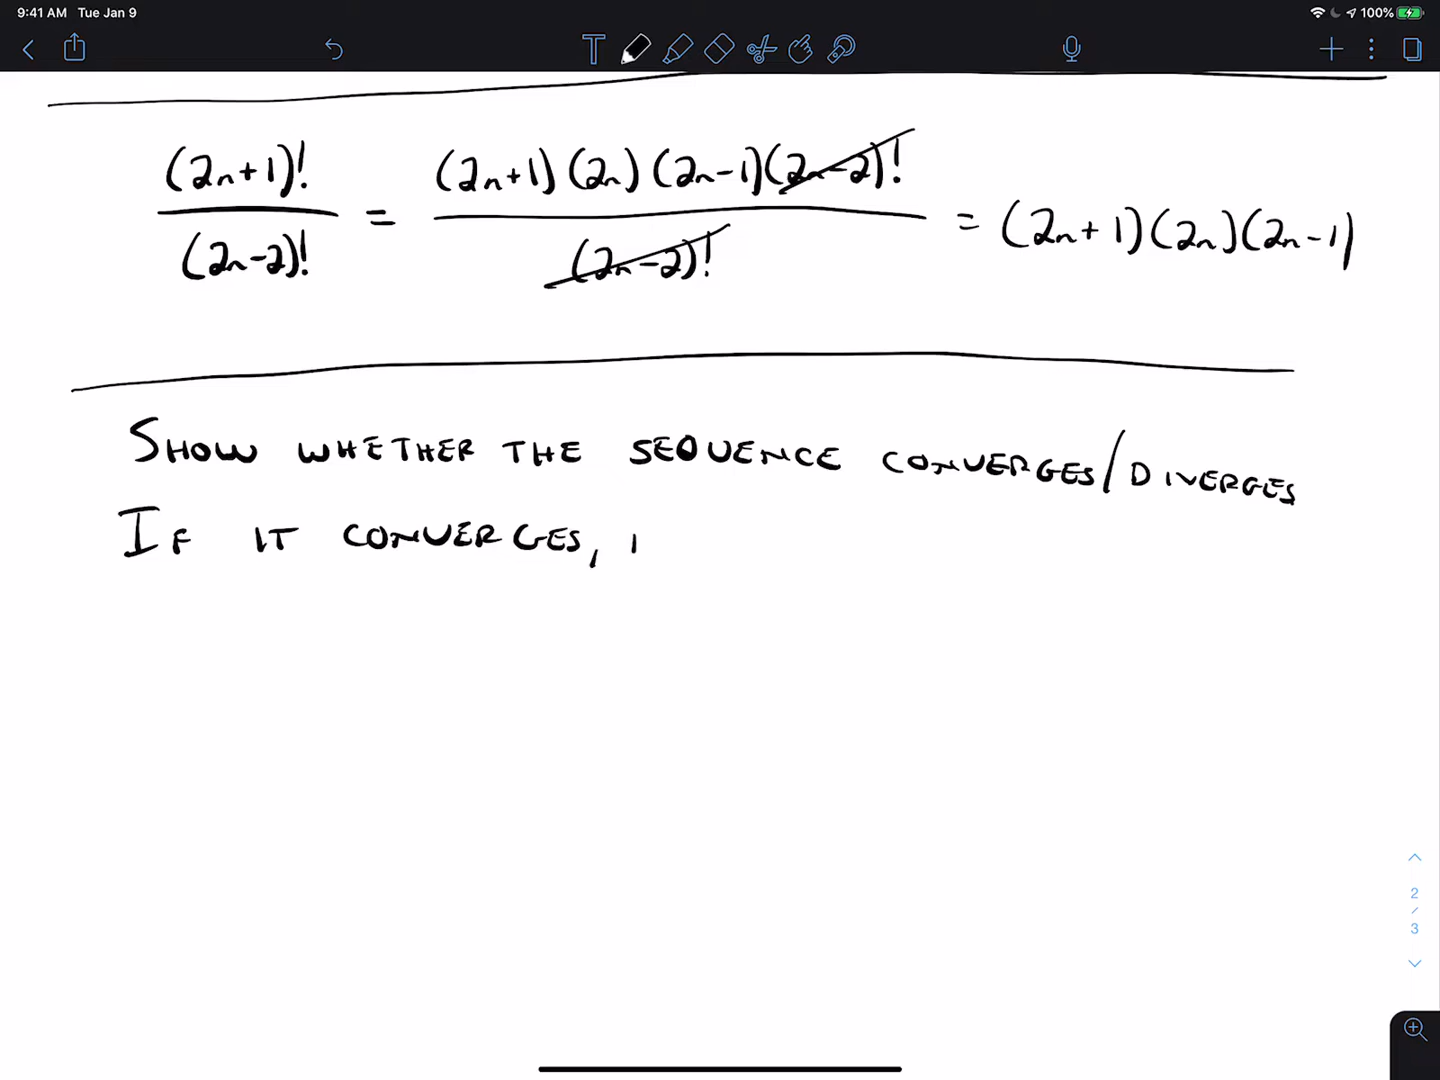 9:41 AM Tue Jan 9 100%
(2n+1)! / (2n-2)! = (2n+1)(2n)(2n-1)(2n-2)! / (2n-2)! = (2n+1)(2n)(2n-1)
SHOW WHETHER THE SEQUENCE CONVERGES/DIVERGES
IF IT CONVERGES, I
2
/
3